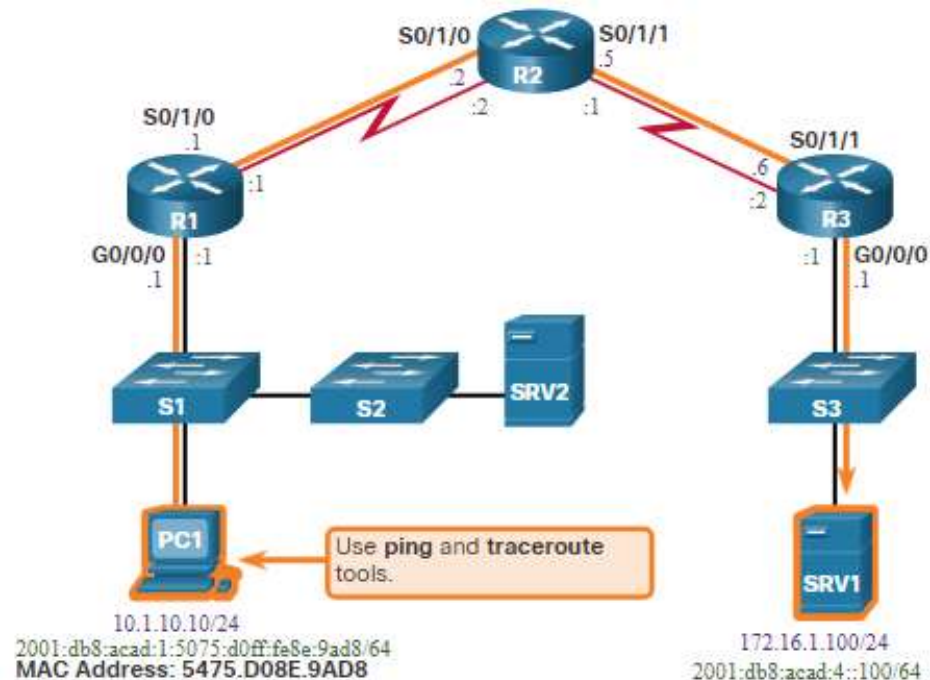 S0/1/0
S0/1/1
R2
.2
.5
:2
:1
S0/1/0
.1
S0/1/1
.6
:1
:2
R1
R3
G0/0/0
:1
:1
G0/0/0
.1
.1
SRV2
S1
S2
S3
PC1
Use ping and traceroute
tools.
SRV1
10.1.10.10/24
2001:db8:acad:1:5075:d0ff:fe8e:9ad8/64
MAC Address: 5475.D08E.9AD8
172.16.1.100/24
2001:db8:acad:4::100/64